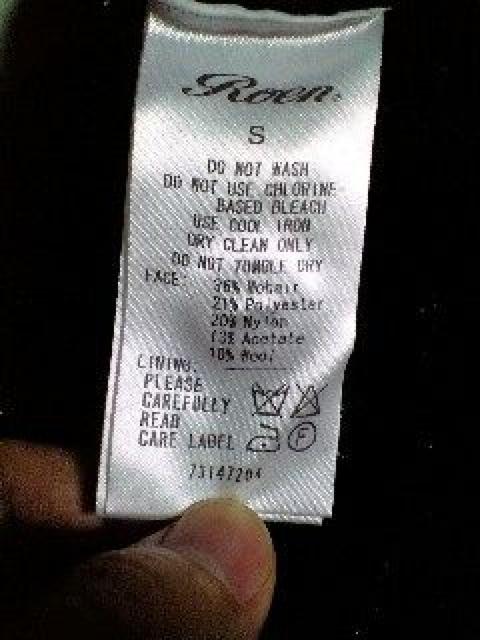 Roen
S
DO NOT WASH
DO NOT USE CHLORINE-
BASED BLEACH
USE COOL IRON
DRY CLEAN ONLY
DO NOT TUMBLE DRY
FACE: 36% Mohair
21% Polyester
20% Nylon
13% Acetate
10% Wool
LINING:
PLEASE
CAREFULLY
READ
CARE LABEL
F
73147204